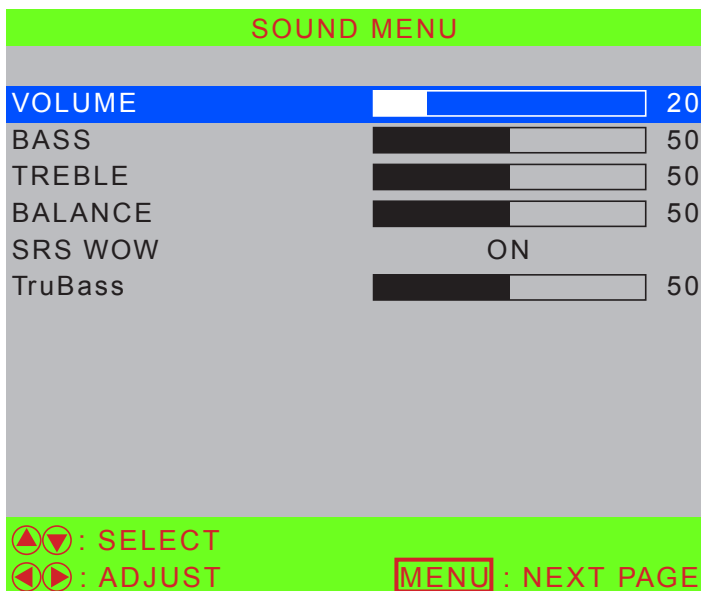 SOUND MENU
VOLUME 20
BASS 50
TREBLE 50
BALANCE 50
SRS WOW ON
TruBass 50
: SELECT
: ADJUST MENU : NEXT PAGE